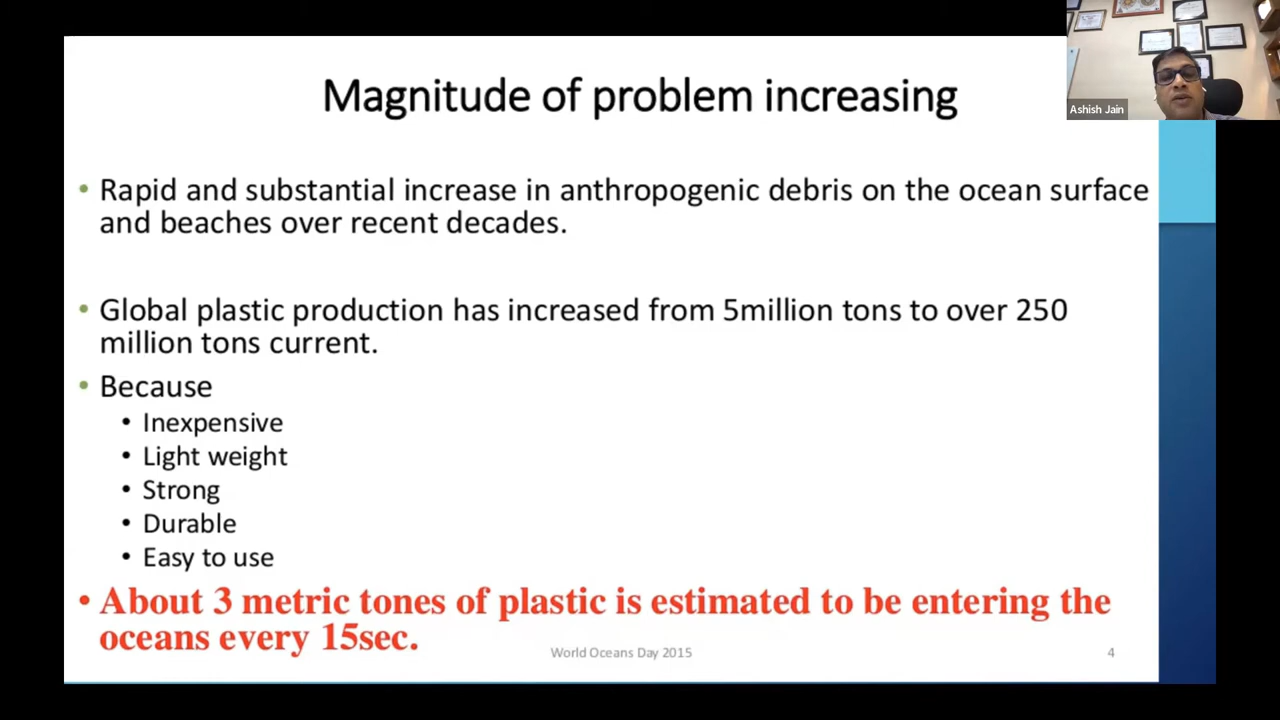 Magnitude of problem increasing
Ashish Jain
• Rapid and substantial increase in anthropogenic debris on the ocean surface
and beaches over recent decades.
• Global plastic production has increased from 5million tons to over 250
million tons current.
• Because
• Inexpensive
• Light weight
• Strong
• Durable
• Easy to use
• About 3 metric tones of plastic is estimated to be entering the
oceans every 15sec.
World Oceans Day 2015
4